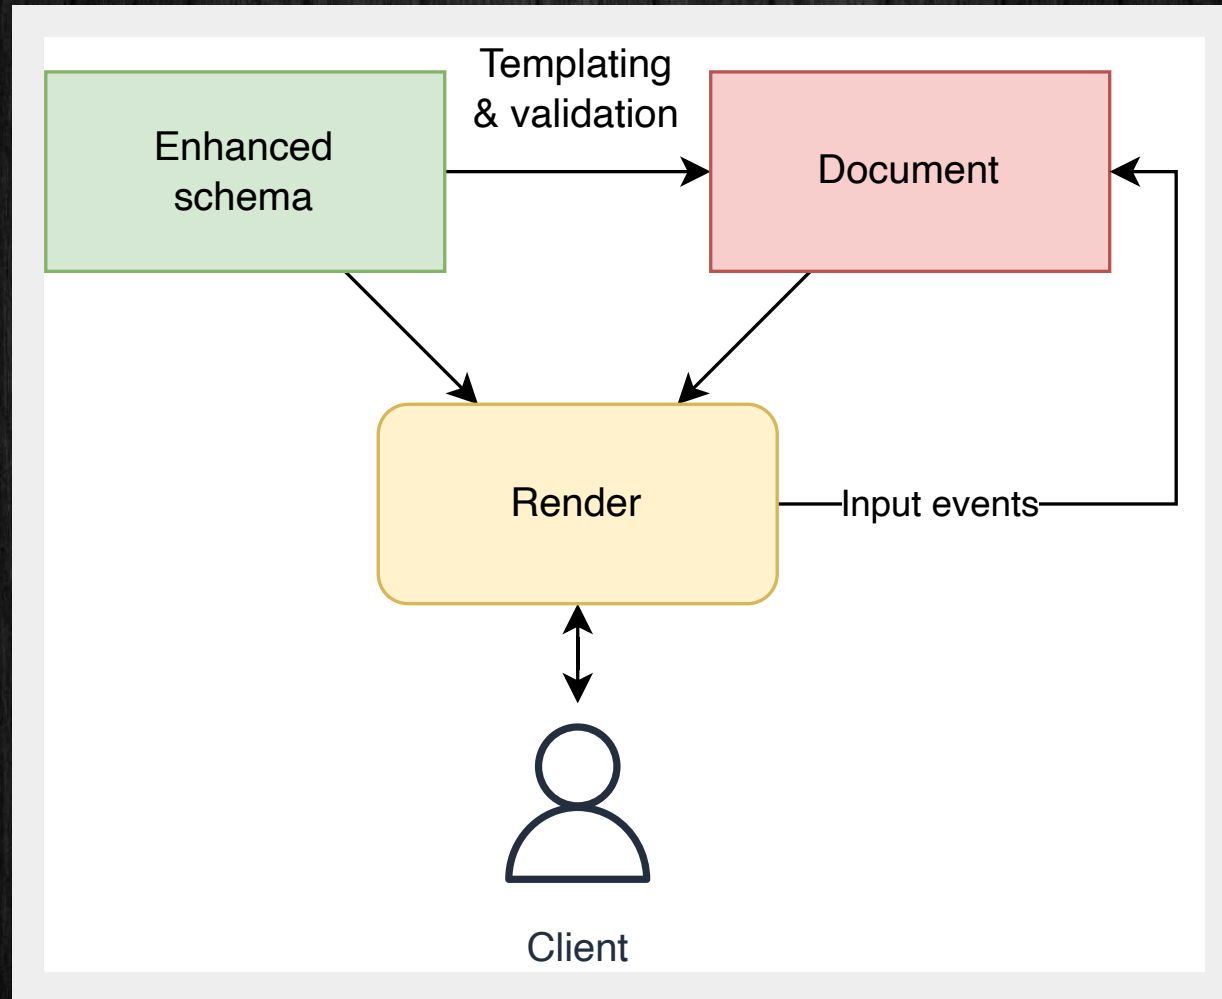 Templating
& validation
Enhanced
schema
Document
Render
Input events
Client